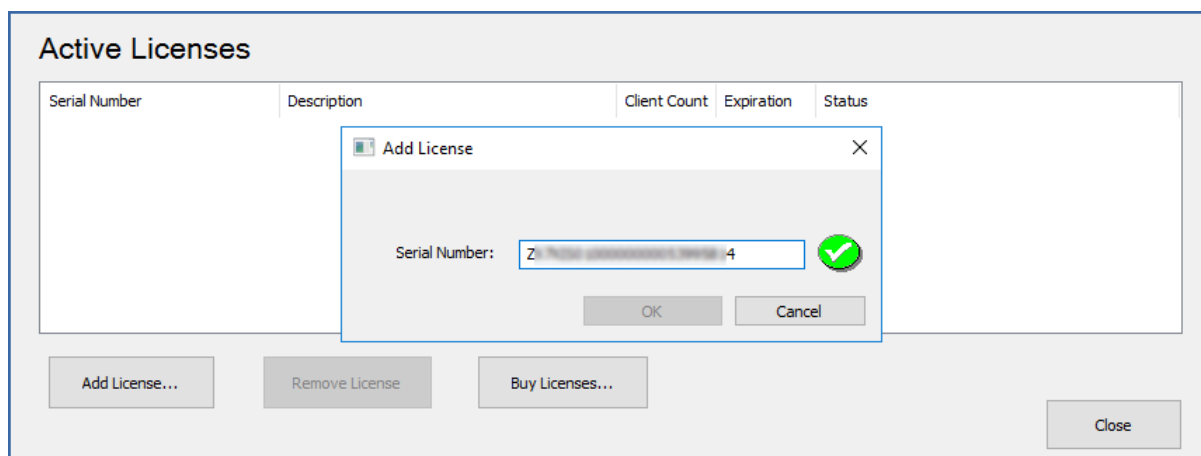 Active Licenses
Serial Number Description Client Count Expiration Status
Add License
Serial Number:
OK Cancel
Add License... Remove License Buy Licenses...
Close